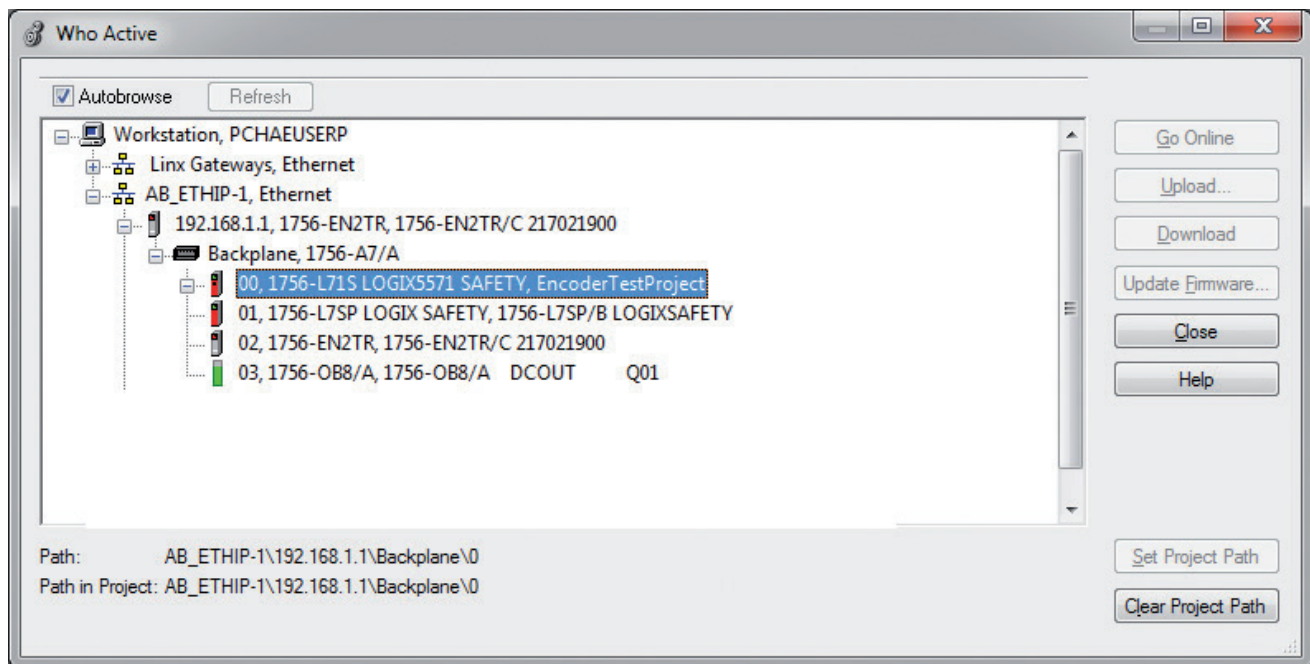 Who Active
Autobrowse Refresh
Workstation, PCHAEUSERP
Linx Gateways, Ethernet
AB_ETHIP-1, Ethernet
192.168.1.1, 1756-EN2TR, 1756-EN2TR/C 217021900
Backplane, 1756-A7/A
00, 1756-L71S LOGIX5571 SAFETY, EncoderTestProject
01, 1756-L7SP LOGIX SAFETY, 1756-L7SP/B LOGIXSAFETY
02, 1756-EN2TR, 1756-EN2TR/C 217021900
03, 1756-OB8/A, 1756-OB8/A DCOUT Q01
Go Online
Upload...
Download
Update Firmware...
Close
Help
Path: AB_ETHIP-1\192.168.1.1\Backplane\0
Path in Project: AB_ETHIP-1\192.168.1.1\Backplane\0
Set Project Path
Clear Project Path